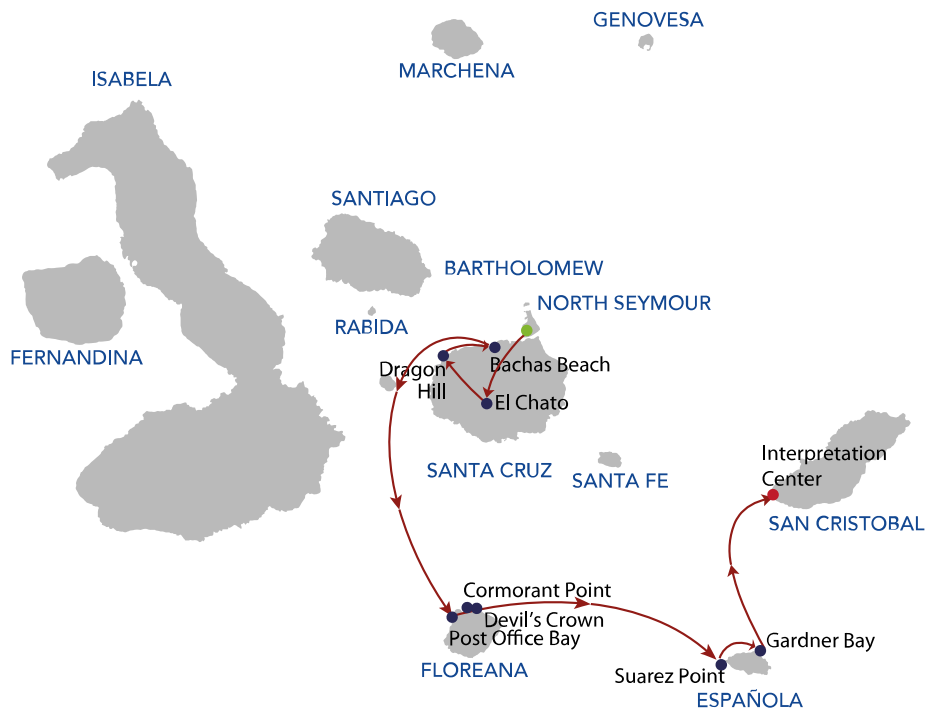 GENOVESA
MARCHENA
ISABELA
SANTIAGO
BARTHOLOMEW
NORTH SEYMOUR
RABIDA
FERNANDINA
Bachas Beach
Dragon
Hill
El Chato
SANTA CRUZ
SANTA FE
Interpretation
Center
SAN CRISTOBAL
Cormorant Point
Devil's Crown
Post Office Bay
FLOREANA
Gardner Bay
Suarez Point
ESPAÑOLA